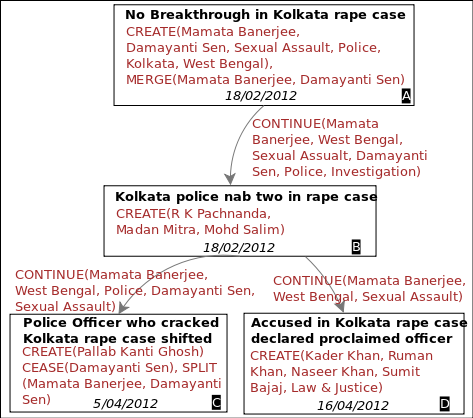 No Breakthrough in Kolkata rape case
CREATE(Mamata Banerjee,
Damayanti Sen, Sexual Assault, Police,
Kolkata, West Bengal),
MERGE(Mamata Banerjee, Damayanti Sen)
18/02/2012
A
CONTINUE(Mamata
Banerjee, West Bengal,
Sexual Assualt, Damayanti
Sen, Police, Investigation)
Kolkata police nab two in rape case
CREATE(R K Pachnanda,
Madan Mitra, Mohd Salim)
18/02/2012
B
CONTINUE(Mamata Banerjee,
West Bengal, Police, Damayanti Sen,
Sexual Assault)
CONTINUE(Mamata Banerjee,
West Bengal, Sexual Assault)
Police Officer who cracked
Kolkata rape case shifted
CREATE(Pallab Kanti Ghosh)
CEASE(Damayanti Sen), SPLIT
(Mamata Banerjee, Damayanti
Sen)
5/04/2012
C
Accused in Kolkata rape case
declared proclaimed officer
CREATE(Kader Khan, Ruman
Khan, Naseer Khan, Sumit
Bajaj, Law & Justice)
16/04/2012
D